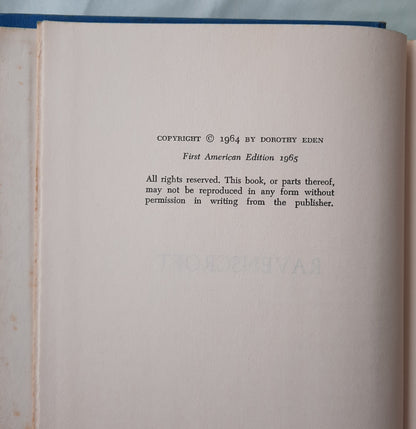 COPYRIGHT © 1964 BY DOROTHY EDEN
First American Edition 1965
All rights reserved. This book, or parts thereof,
may not be reproduced in any form without
permission in writing from the publisher.
RAVENSCROFT